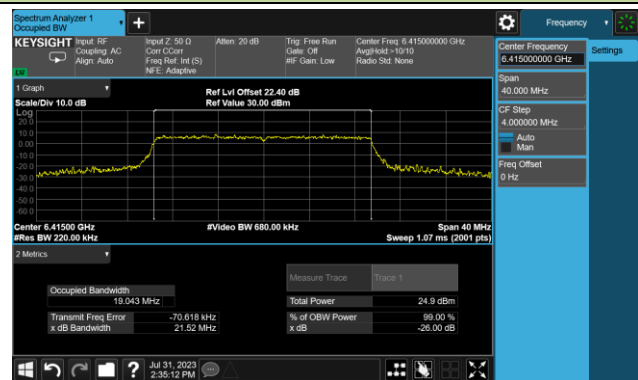 Spectrum Analyzer 1
Occupied BW
+
Frequency
KEYSIGHT
Input: RF
Coupling: AC
Align: Auto
Input Z: 50 Ω
Corr CCorr
Freq Ref: Int (S)
NFE: Adaptive
Atten: 20 dB
Trig: Free Run
Gate: Off
#IF Gain: Low
Center Freq: 6.415000000 GHz
Avg|Hold:>10/10
Radio Std: None
LXI
Center Frequency
6.415000000 GHz
Settings
Span
40.000 MHz
CF Step
4.000000 MHz
Auto
Man
Freq Offset
0 Hz
1 Graph
Scale/Div 10.0 dB
Ref Lvl Offset 22.40 dB
Ref Value 30.00 dBm
Log
20.0
10.0
0.00
-10.0
-20.0
-30.0
-40.0
-50.0
-60.0
Center 6.41500 GHz
#Res BW 220.00 kHz
#Video BW 680.00 kHz
Span 40 MHz
Sweep 1.07 ms (2001 pts)
2 Metrics
Measure Trace
Trace 1
Occupied Bandwidth
19.043 MHz
Total Power
24.9 dBm
Transmit Freq Error
-70.618 kHz
% of OBW Power
99.00 %
x dB Bandwidth
21.52 MHz
x dB
-26.00 dB
?
Jul 31, 2023
2:35:12 PM